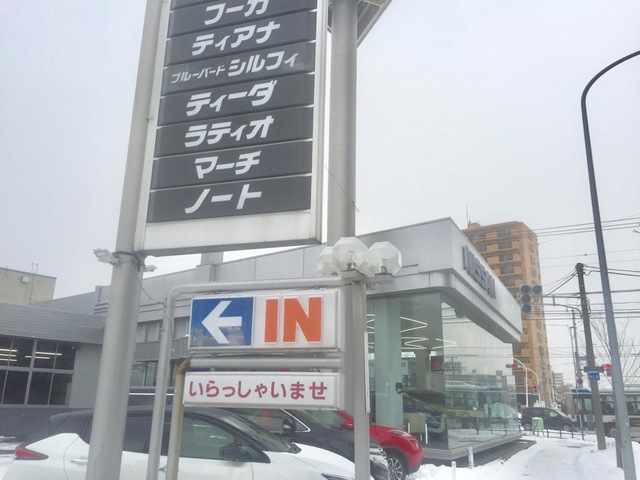 フーガ
ティアナ
ブルーバード シルフィ
ティーダ
ラティオ
マーチ
ノート
← IN
いらっしゃいませ
NISSAN